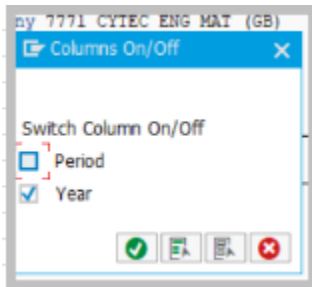 ny 7771 CYTEC ENG MAT (GB)
Columns On/Off
Switch Column On/Off
Period
Year